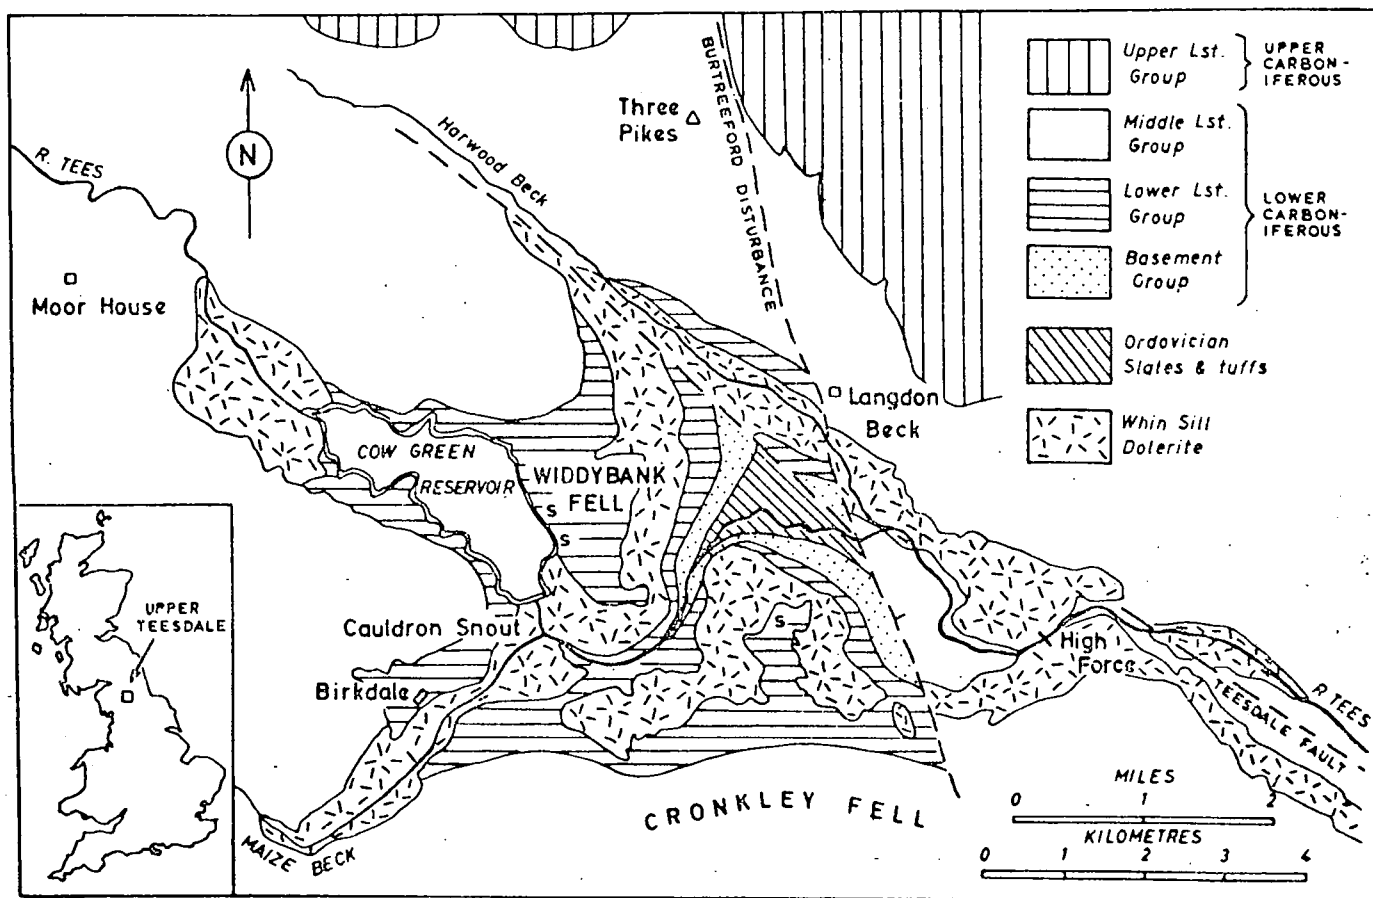 R. TEES
N
Moor House
Harwood Beck
Three
Pikes
BURTREEFORD DISTURBANCE
Upper Lst.
Group
UPPER
CARBON-
IFEROUS
Middle Lst.
Group
Lower Lst.
Group
LOWER
CARBON-
IFEROUS
Basement
Group
Ordovician
Slates & tuffs
Whin Sill
Dolerite
Langdon
Beck
COW GREEN
RESERVOIR
WIDDYBANK
FELL
S
S
S
Cauldron Snout
Birkdale
High
Force
R. TEES
TEESDALE FAULT
MAIZE BECK
CRONKLEY FELL
UPPER
TEESDALE
MILES
0 1 2
KILOMETRES
0 1 2 3 4